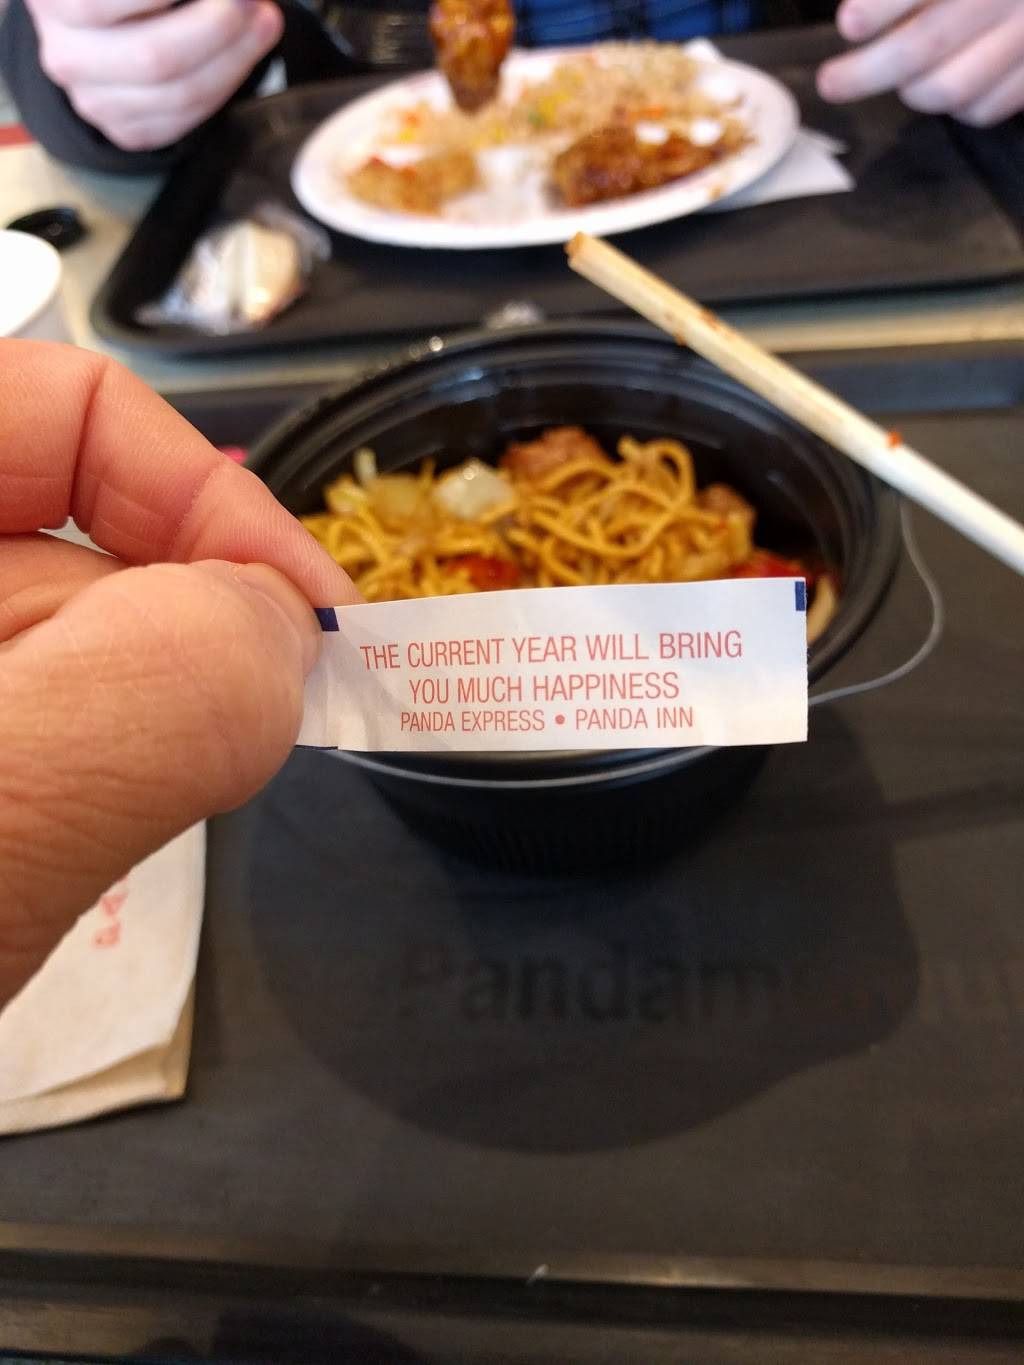 THE CURRENT YEAR WILL BRING
YOU MUCH HAPPINESS
PANDA EXPRESS • PANDA INN